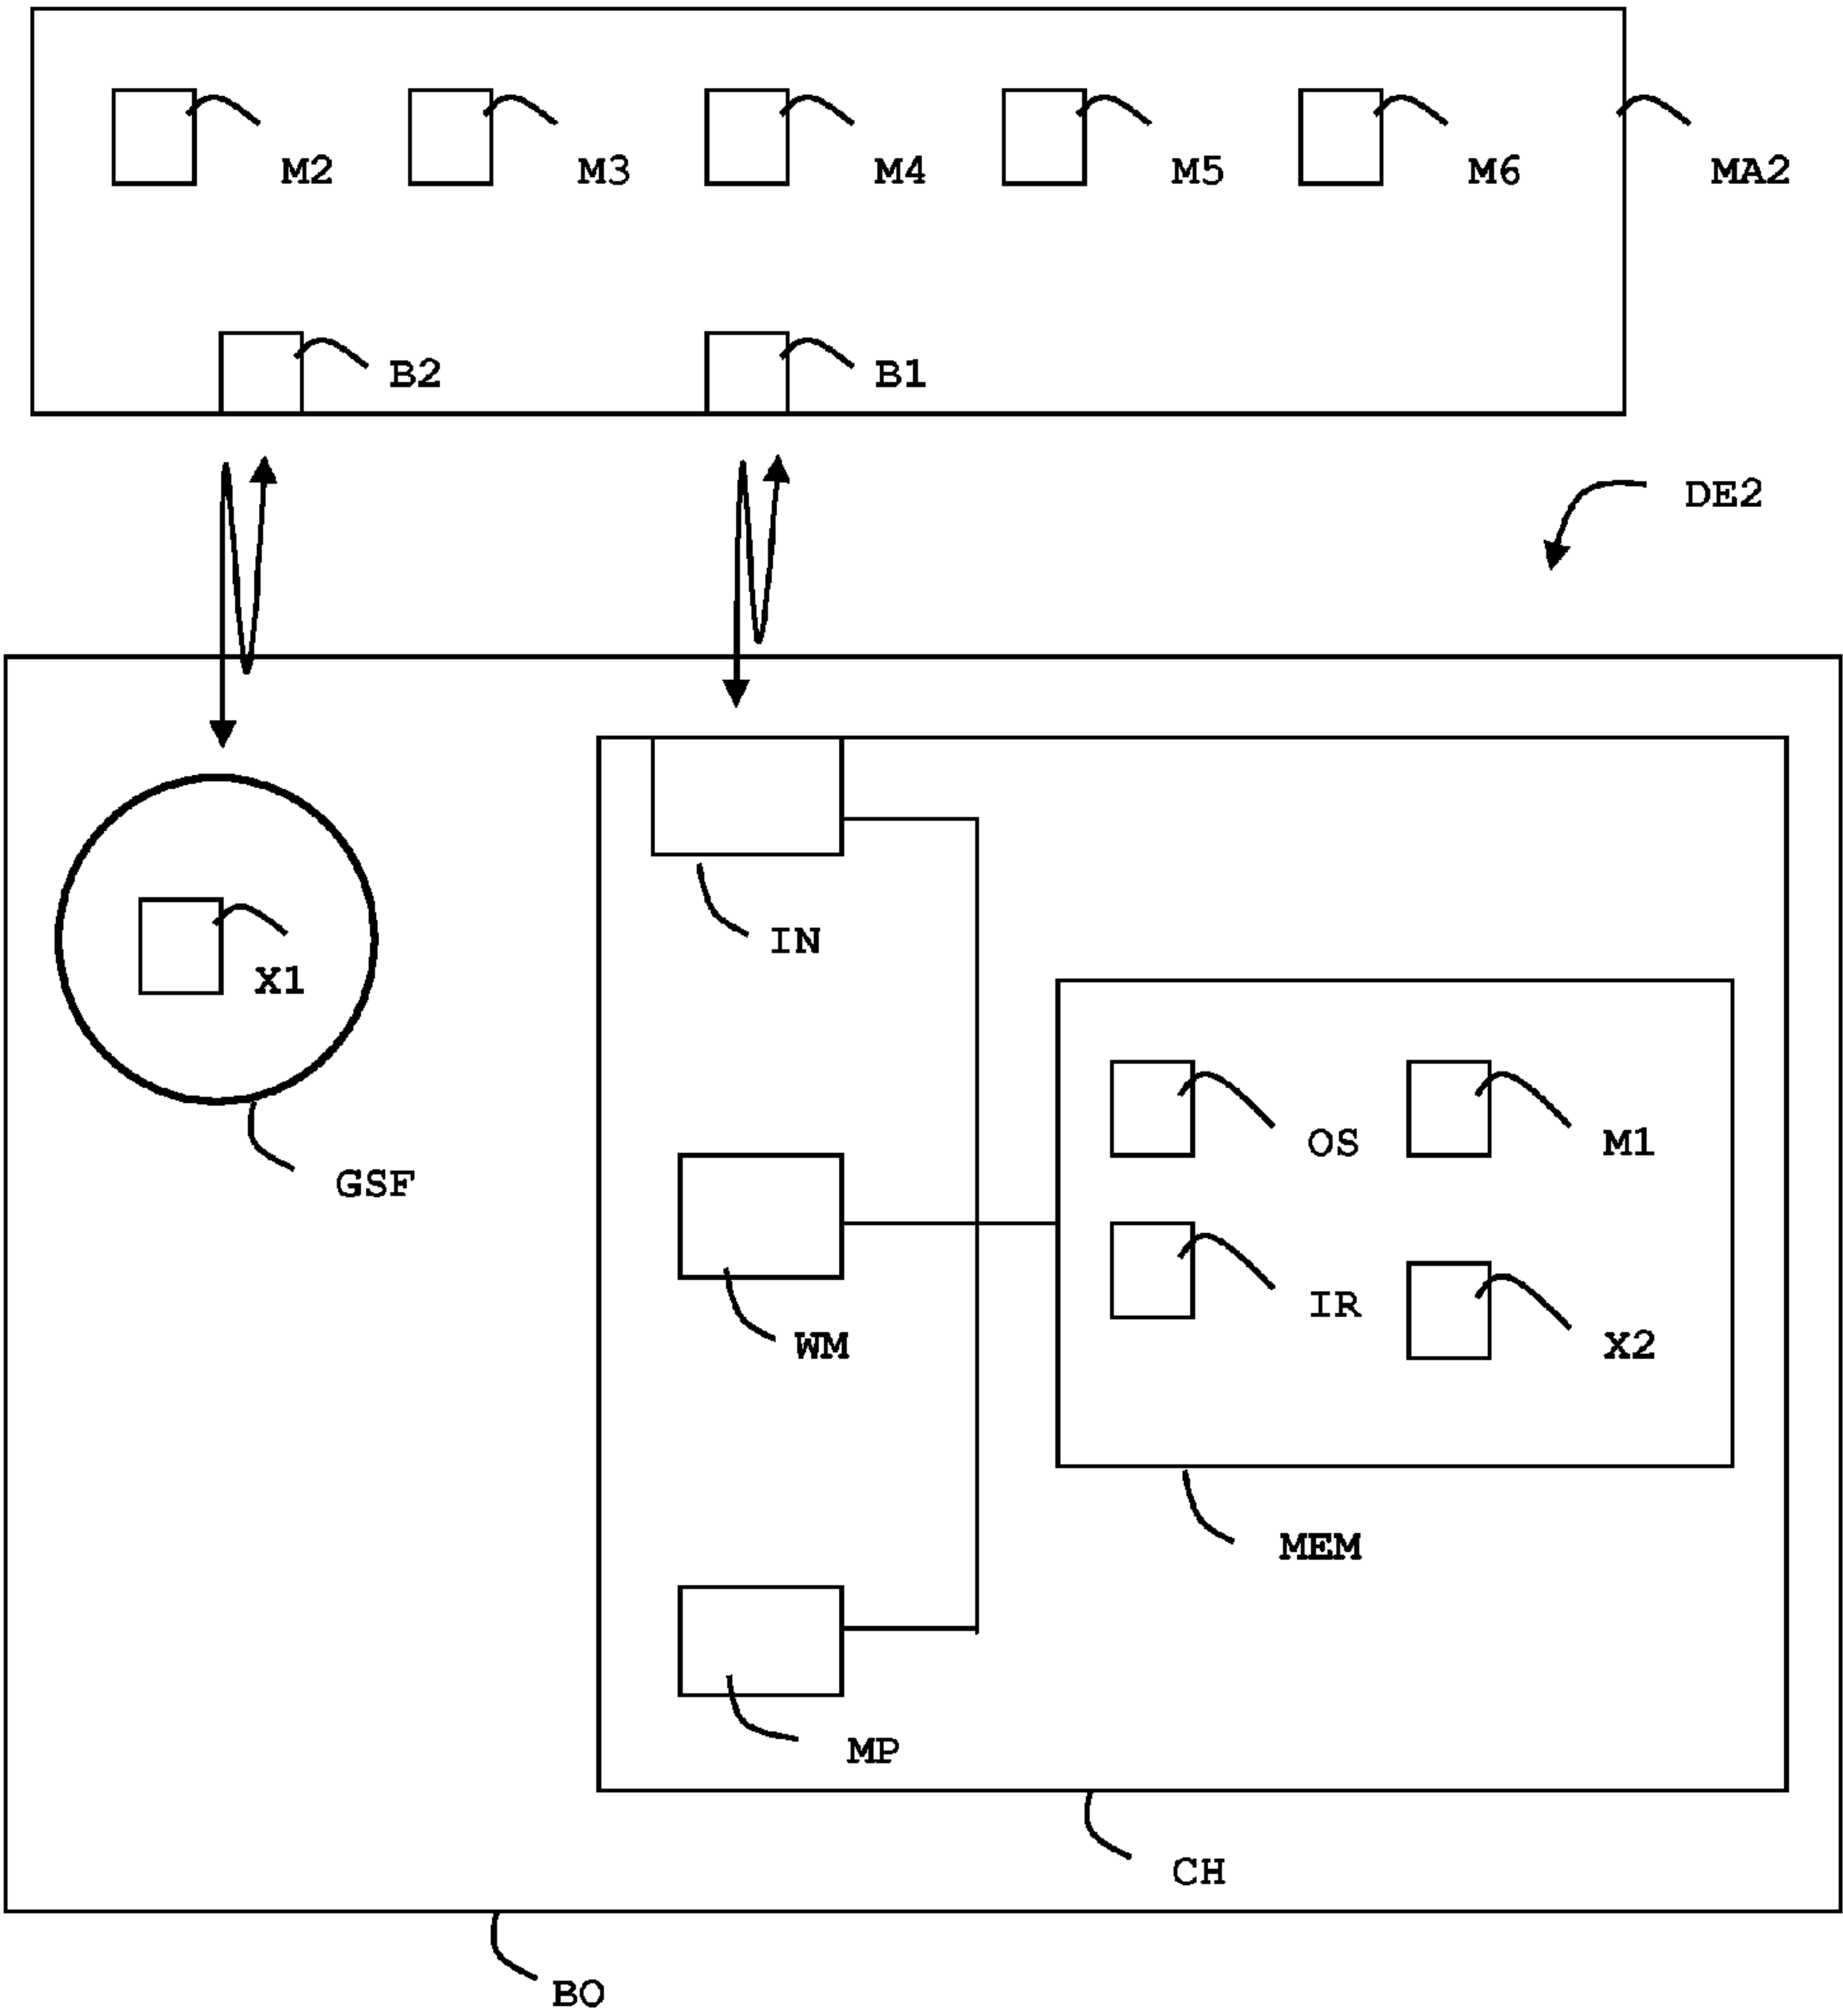 M2 M3 M4 M5 M6 MA2
B2 B1
DE2
IN
X1
OS M1
GSF
IR
WM X2
MEM
MP
CH
BO